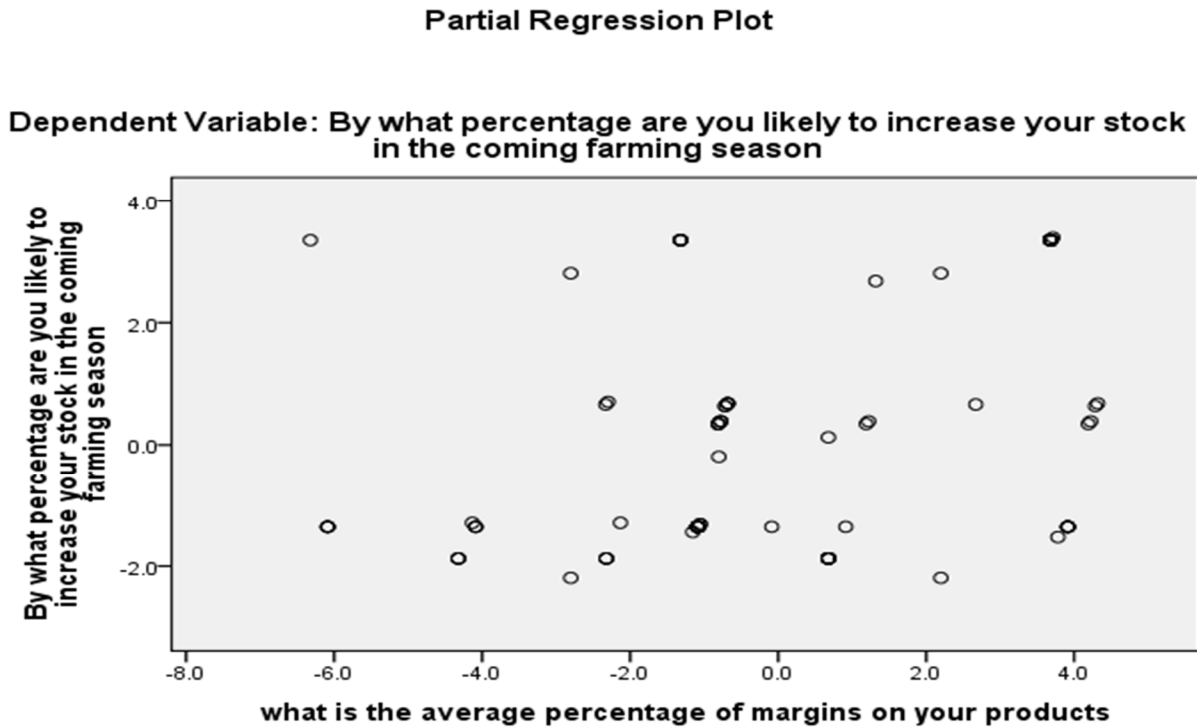 Partial Regression Plot
Dependent Variable: By what percentage are you likely to increase your stock
in the coming farming season
By what percentage are you likely to
increase your stock in the coming
farming season
4.0
2.0
0.0
-2.0
-8.0 -6.0 -4.0 -2.0 0.0 2.0 4.0
what is the average percentage of margins on your products